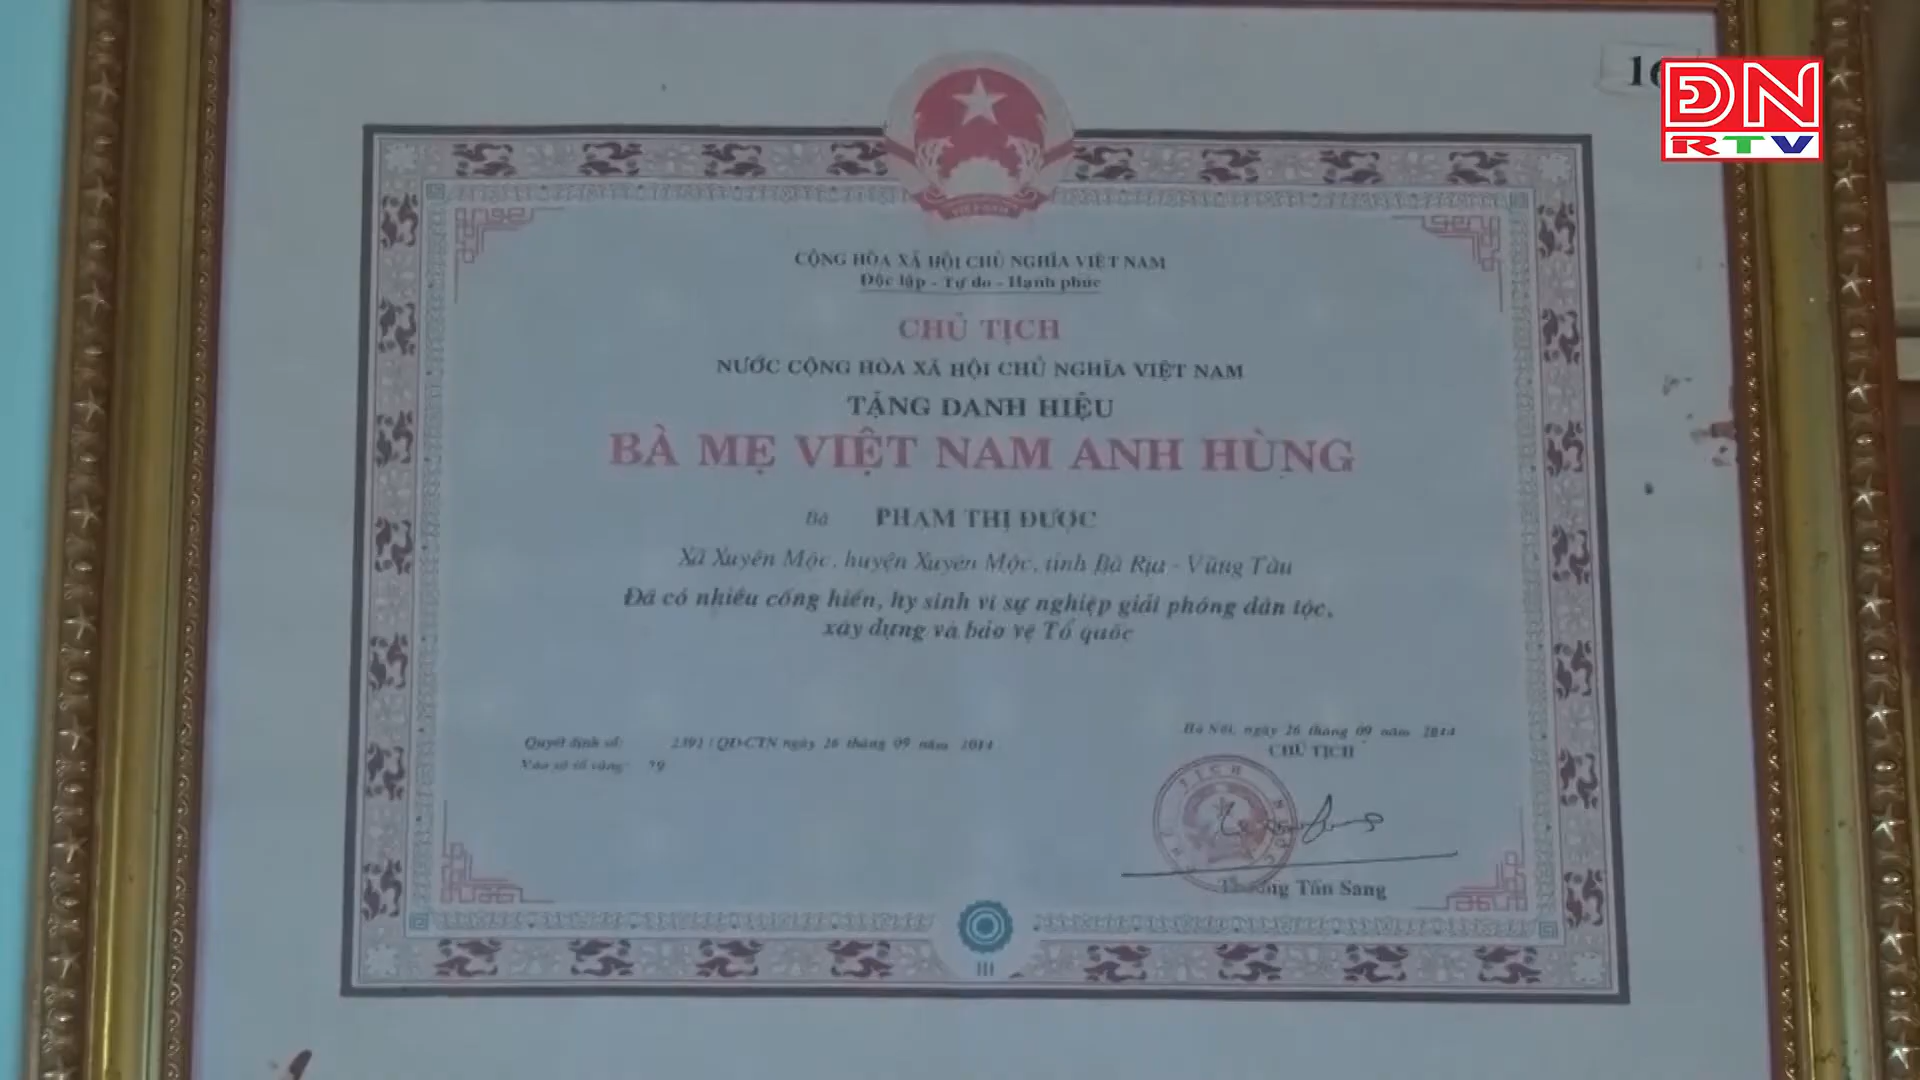 16
ĐN
RTV
VIỆT NAM
CỘNG HÒA XÃ HỘI CHỦ NGHĨA VIỆT NAM
Độc lập - Tự do - Hạnh phúc
CHỦ TỊCH
NƯỚC CỘNG HÒA XÃ HỘI CHỦ NGHĨA VIỆT NAM
TẶNG DANH HIỆU
BÀ MẸ VIỆT NAM ANH HÙNG
Bà PHẠM THỊ ĐƯỢC
Xã Xuyên Mộc, huyện Xuyên Mộc, tỉnh Bà Rịa - Vũng Tàu
Đã có nhiều cống hiến, hy sinh vì sự nghiệp giải phóng dân tộc,
xây dựng và bảo vệ Tổ quốc
Quyết định số: /QĐ-CTN ngày 26 tháng 09 năm 2014
Vào sổ số vàng:
Hà Nội, ngày 26 tháng 09 năm 2014
CHỦ TỊCH
Trương Tấn Sang
III